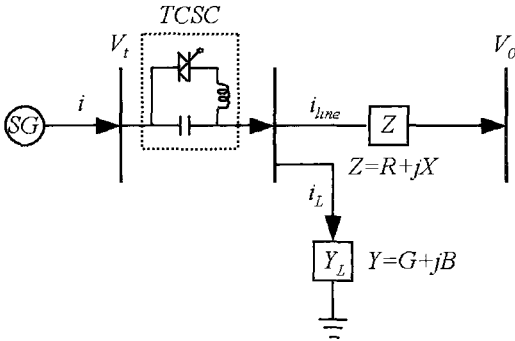 TCSC
V_t
V_0
SG
i
i_line
Z
Z=R+jX
i_L
Y_L
Y=G+jB